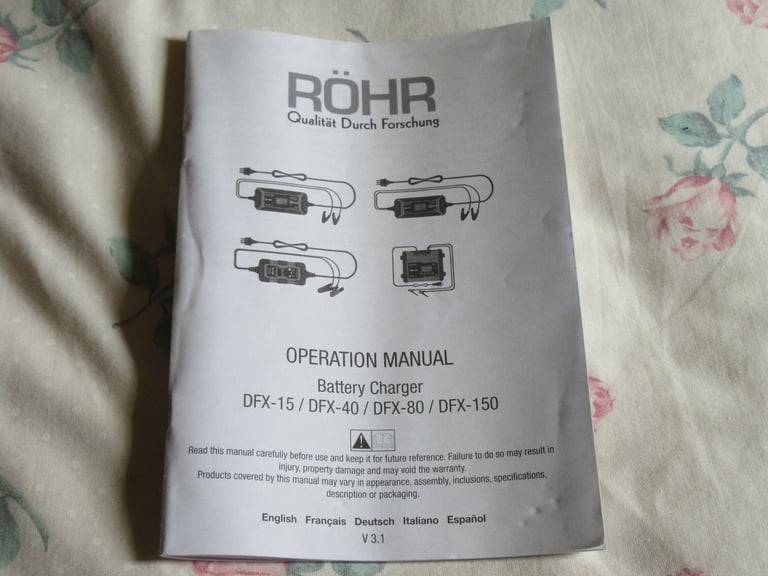 RÖHR
Qualität Durch Forschung
OPERATION MANUAL
Battery Charger
DFX-15 / DFX-40 / DFX-80 / DFX-150
Read this manual carefully before use and keep it for future reference. Failure to do so may result in
injury, property damage and may void the warranty.
Products covered by this manual may vary in appearance, assembly, inclusions, specifications,
description or packaging.
English Français Deutsch Italiano Español
V 3.1